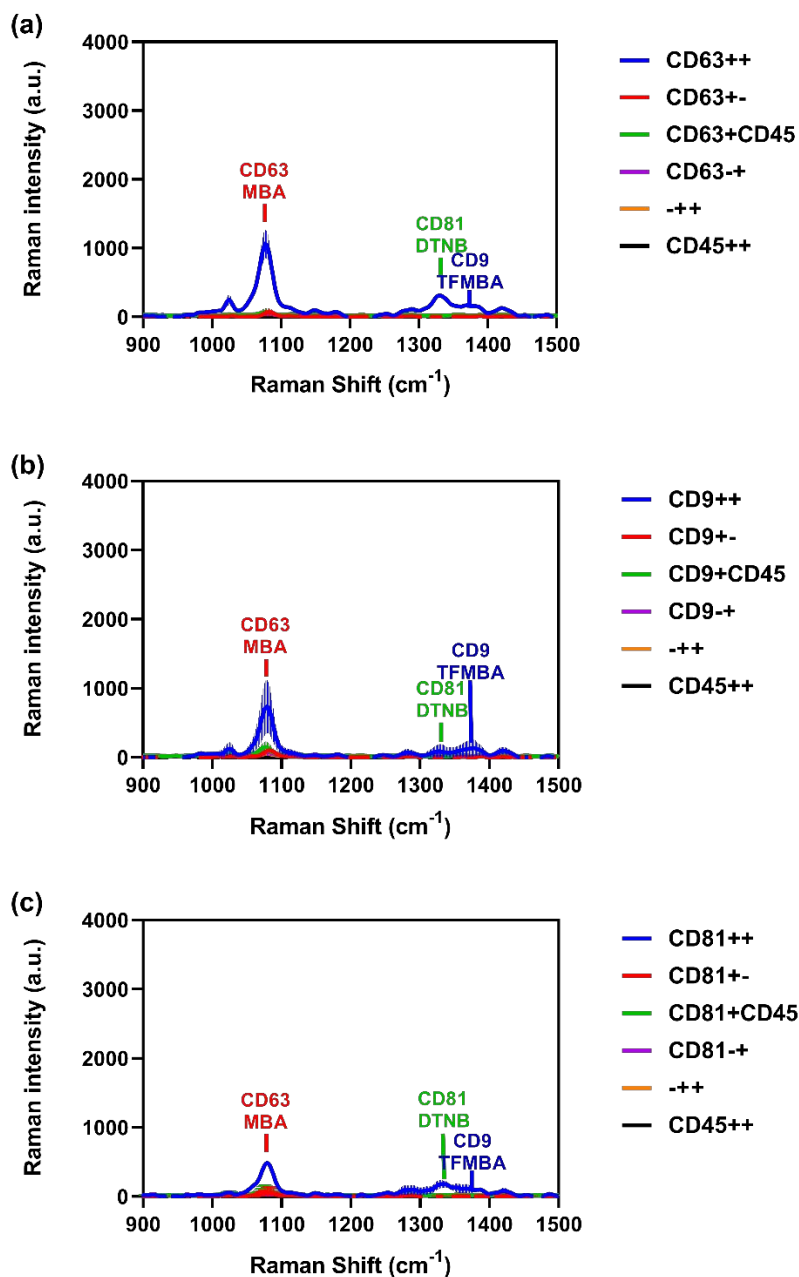 (a)
4000
3000
2000
1000
0
Raman intensity (a.u.)
CD63
MBA
CD81
DTNB
CD9
TFMBA
900 1000 1100 1200 1300 1400 1500
Raman Shift (cm⁻¹)
CD63++
CD63+-
CD63+CD45
CD63-+
-++
CD45++
(b)
4000
3000
2000
1000
0
Raman intensity (a.u.)
CD63
MBA
CD9
TFMBA
CD81
DTNB
900 1000 1100 1200 1300 1400 1500
Raman Shift (cm⁻¹)
CD9++
CD9+-
CD9+CD45
CD9-+
-++
CD45++
(c)
4000
3000
2000
1000
0
Raman intensity (a.u.)
CD63
MBA
CD81
DTNB
CD9
TFMBA
900 1000 1100 1200 1300 1400 1500
Raman Shift (cm⁻¹)
CD81++
CD81+-
CD81+CD45
CD81-+
-++
CD45++